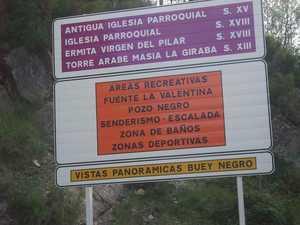 ANTIGUA IGLESIA PARROQUIAL S. XV
IGLESIA PARROQUIAL S. XVIII
ERMITA VIRGEN DEL PILAR S. XVIII
TORRE ARABE MASIA LA GIRABA S. XIII
AREAS RECREATIVAS
FUENTE LA VALENTINA
POZO NEGRO
SENDERISMO - ESCALADA
ZONA DE BAÑOS
ZONAS DEPORTIVAS
VISTAS PANORAMICAS BUEY NEGRO